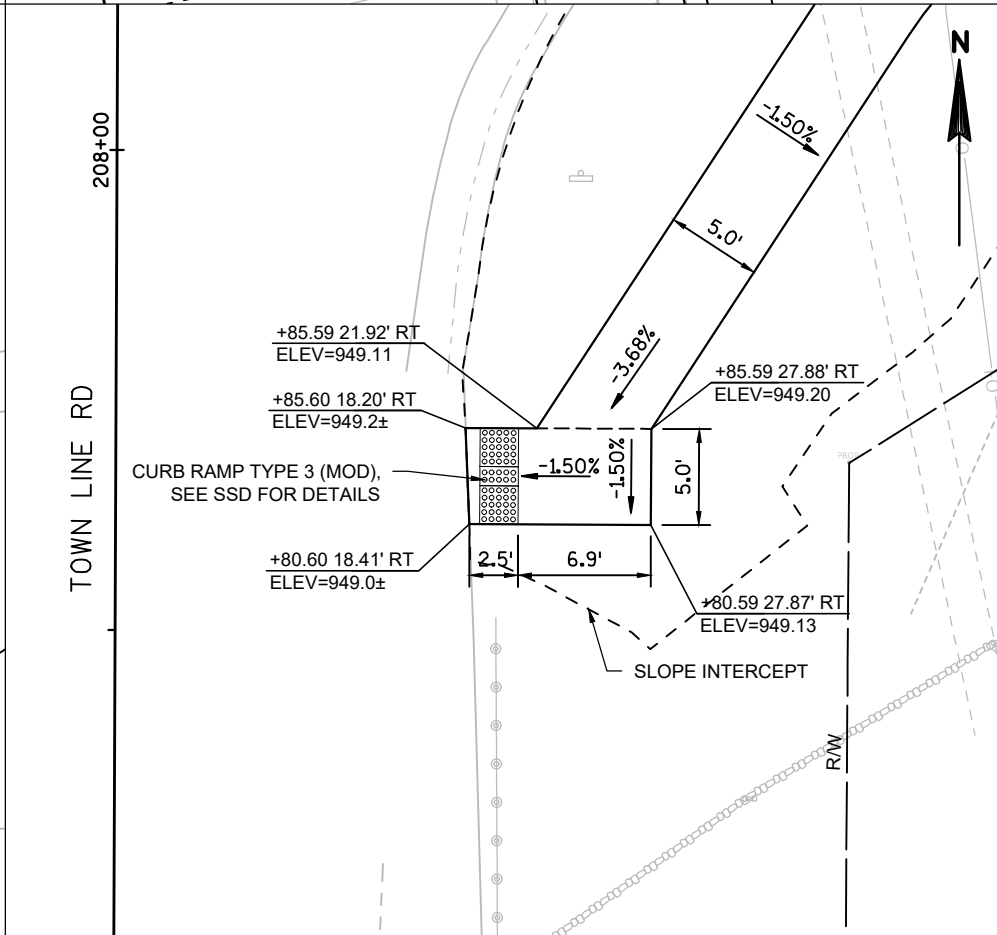 N
208+00
-1.50%
5.0'
+85.59 21.92' RT
ELEV=949.11
-3.68%
+85.59 27.88' RT
ELEV=949.20
+85.60 18.20' RT
ELEV=949.2±
TOWN LINE RD
CURB RAMP TYPE 3 (MOD),
SEE SSD FOR DETAILS
-1.50%
-1.50%
5.0'
+80.60 18.41' RT
ELEV=949.0±
2.5'
6.9'
+80.59 27.87' RT
ELEV=949.13
SLOPE INTERCEPT
R/W